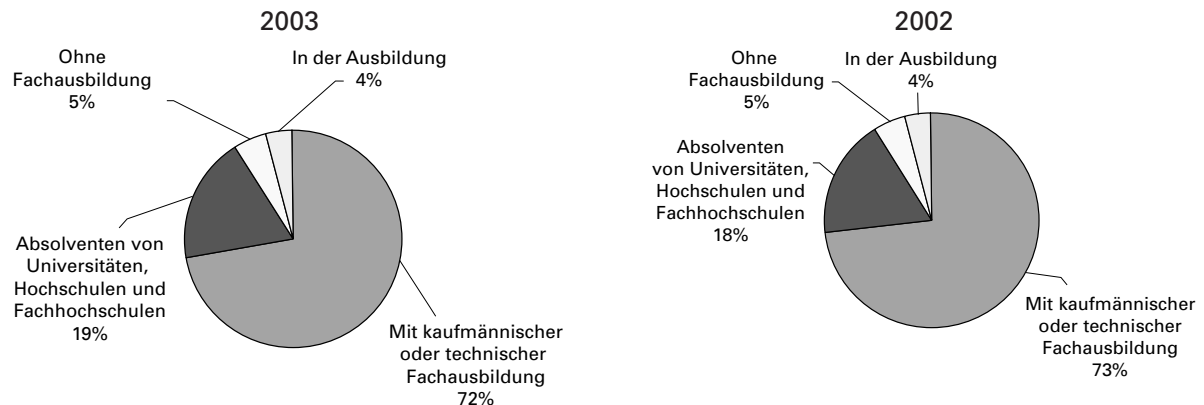 2003
Ohne
Fachausbildung
5%
In der Ausbildung
4%
Absolventen von
Universitäten,
Hochschulen und
Fachhochschulen
19%
Mit kaufmännischer
oder technischer
Fachausbildung
72%
2002
Ohne
Fachausbildung
5%
In der Ausbildung
4%
Absolventen
von Universitäten,
Hochschulen und
Fachhochschulen
18%
Mit kaufmännischer
oder technischer
Fachausbildung
73%